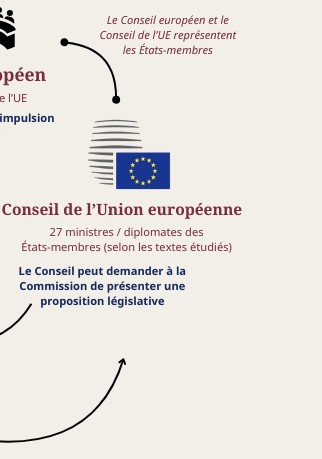 Le Conseil européen et le
Conseil de l’UE représentent
les États-membres
opéen
e l’UE
impulsion
Conseil de l’Union européenne
27 ministres / diplomates des
États-membres (selon les textes étudiés)
Le Conseil peut demander à la
Commission de présenter une
proposition législative